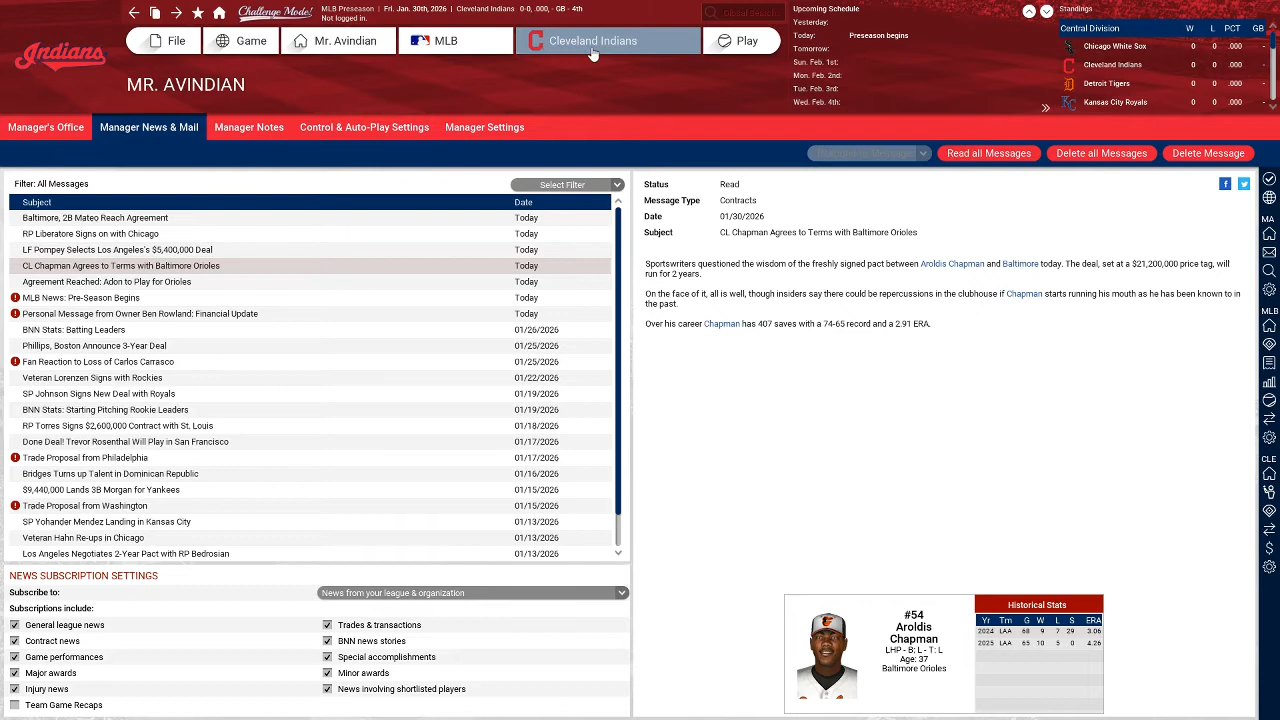 Challenge Mode!
MLB Preseason | Fri. Jan. 30th, 2026 | Cleveland Indians 0-0, .000, - GB - 4th
Not logged in.
Global Search
Upcoming Schedule
Yesterday:
Today: Preseason begins
Tomorrow:
Sun. Feb. 1st:
Mon. Feb. 2nd:
Tue. Feb. 3rd:
Wed. Feb. 4th:
Standings
Central Division W L PCT GB
Chicago White Sox 0 0 .000 -
Cleveland Indians 0 0 .000 -
Detroit Tigers 0 0 .000 -
Kansas City Royals 0 0 .000 -
Indians
File
Game
Mr. Avindian
MLB
Cleveland Indians
Play
MR. AVINDIAN
Manager's Office
Manager News & Mail
Manager Notes
Control & Auto-Play Settings
Manager Settings
Read all Messages
Delete all Messages
Delete Message
Filter: All Messages
Select Filter
Subject Date
Baltimore, 2B Mateo Reach Agreement Today
RP Liberatore Signs on with Chicago Today
LF Pompey Selects Los Angeles's $5,400,000 Deal Today
CL Chapman Agrees to Terms with Baltimore Orioles Today
Agreement Reached: Adon to Play for Orioles Today
MLB News: Pre-Season Begins Today
Personal Message from Owner Ben Rowland: Financial Update Today
BNN Stats: Batting Leaders 01/26/2026
Phillips, Boston Announce 3-Year Deal 01/25/2026
Fan Reaction to Loss of Carlos Carrasco 01/25/2026
Veteran Lorenzen Signs with Rockies 01/22/2026
SP Johnson Signs New Deal with Royals 01/19/2026
BNN Stats: Starting Pitching Rookie Leaders 01/19/2026
RP Torres Signs $2,600,000 Contract with St. Louis 01/18/2026
Done Deal! Trevor Rosenthal Will Play in San Francisco 01/17/2026
Trade Proposal from Philadelphia 01/17/2026
Bridges Turns up Talent in Dominican Republic 01/16/2026
$9,440,000 Lands 3B Morgan for Yankees 01/15/2026
Trade Proposal from Washington 01/15/2026
SP Yohander Mendez Landing in Kansas City 01/13/2026
Veteran Hahn Re-ups in Chicago 01/13/2026
Los Angeles Negotiates 2-Year Pact with RP Bedrosian 01/13/2026
NEWS SUBSCRIPTION SETTINGS
Subscribe to: News from your league & organization
Subscriptions include:
General league news
Trades & transactions
Contract news
BNN news stories
Game performances
Special accomplishments
Major awards
Minor awards
Injury news
News involving shortlisted players
Team Game Recaps
Status Read
Message Type Contracts
Date 01/30/2026
Subject CL Chapman Agrees to Terms with Baltimore Orioles
Sportswriters questioned the wisdom of the freshly signed pact between Aroldis Chapman and Baltimore today. The deal, set at a $21,200,000 price tag, will
run for 2 years.
On the face of it, all is well, though insiders say there could be repercussions in the clubhouse if Chapman starts running his mouth as he has been known to in
the past.
Over his career Chapman has 407 saves with a 74-65 record and a 2.91 ERA.
#54
Aroldis
Chapman
LHP - B: L - T: L
Age: 37
Baltimore Orioles
Historical Stats
Yr Tm G W L S ERA
2024 LAA 68 9 7 29 3.06
2025 LAA 65 10 5 0 4.26
MA
MLB
CLE